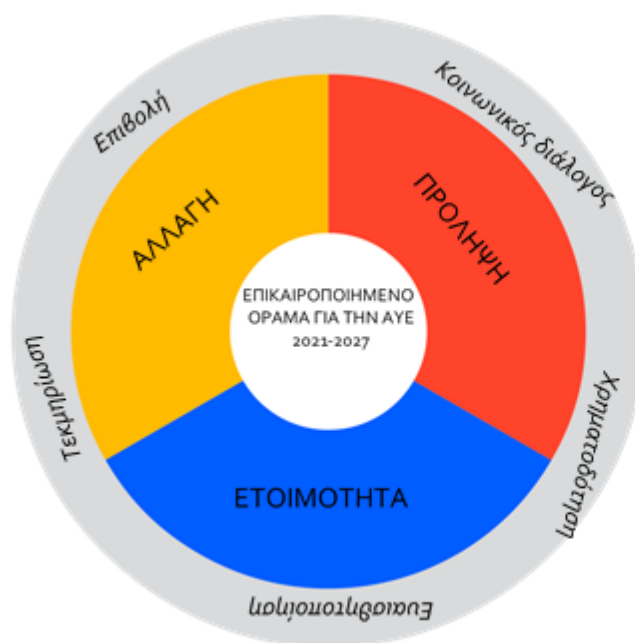 Επιβολή
Κοινωνικός διάλογος
ΑΛΛΑΓΗ
ΠΡΟΛΗΨΗ
ΕΠΙΚΑΙΡΟΠΟΙΗΜΕΝΟ
ΟΡΑΜΑ ΓΙΑ ΤΗΝ ΑΥΕ
2021-2027
Τεκμηρίωση
Χρηματοδότηση
ΕΤΟΙΜΟΤΗΤΑ
Ευαισθητοποίηση